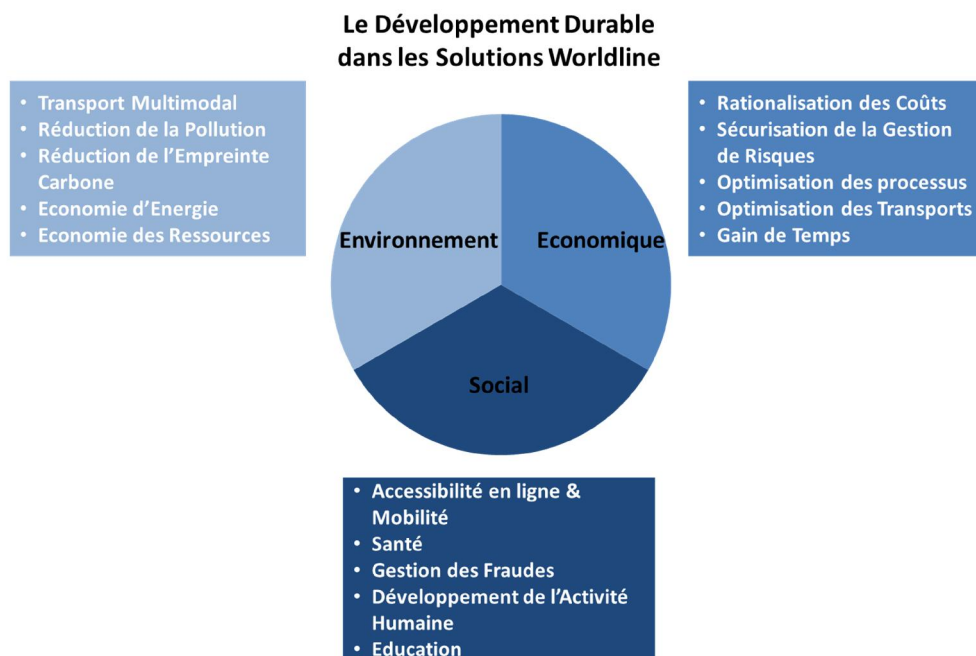 Le Développement Durable
dans les Solutions Worldline
• Transport Multimodal
• Réduction de la Pollution
• Réduction de l'Empreinte
Carbone
• Economie d'Energie
• Economie des Ressources
• Rationalisation des Coûts
• Sécurisation de la Gestion
de Risques
• Optimisation des processus
• Optimisation des Transports
• Gain de Temps
Environnement
Economique
Social
• Accessibilité en ligne &
Mobilité
• Santé
• Gestion des Fraudes
• Développement de l'Activité
Humaine
• Education